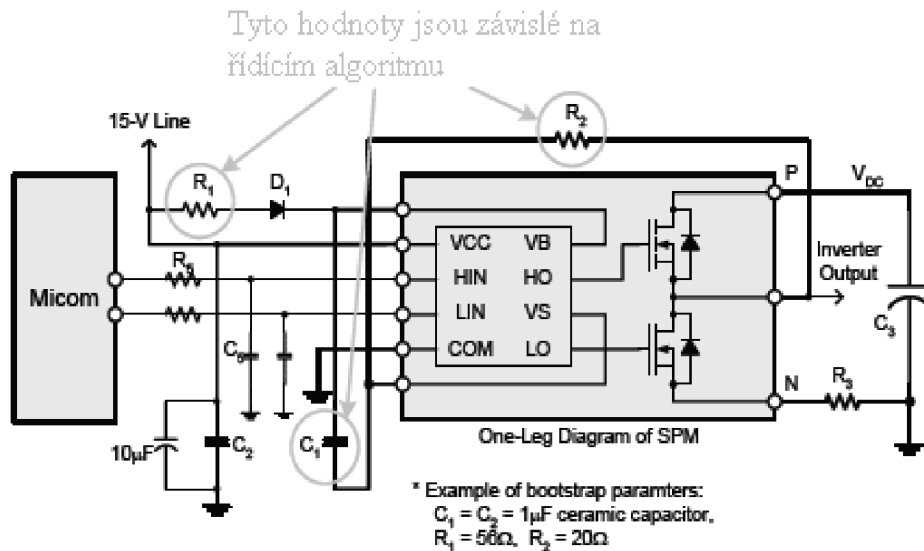 Tyto hodnoty jsou závislé na
řídícím algoritmu
R2
15-V Line
R1
D1
P
VDC
VCC
VB
R5
HIN
HO
Micom
LIN
VS
COM
LO
Inverter
Output
C3
C5
N
R3
10μF
C2
C1
One-Leg Diagram of SPM
* Example of bootstrap paramters:
C1 = C2 = 1μF ceramic capacitor,
R1 = 56Ω, R2 = 20Ω